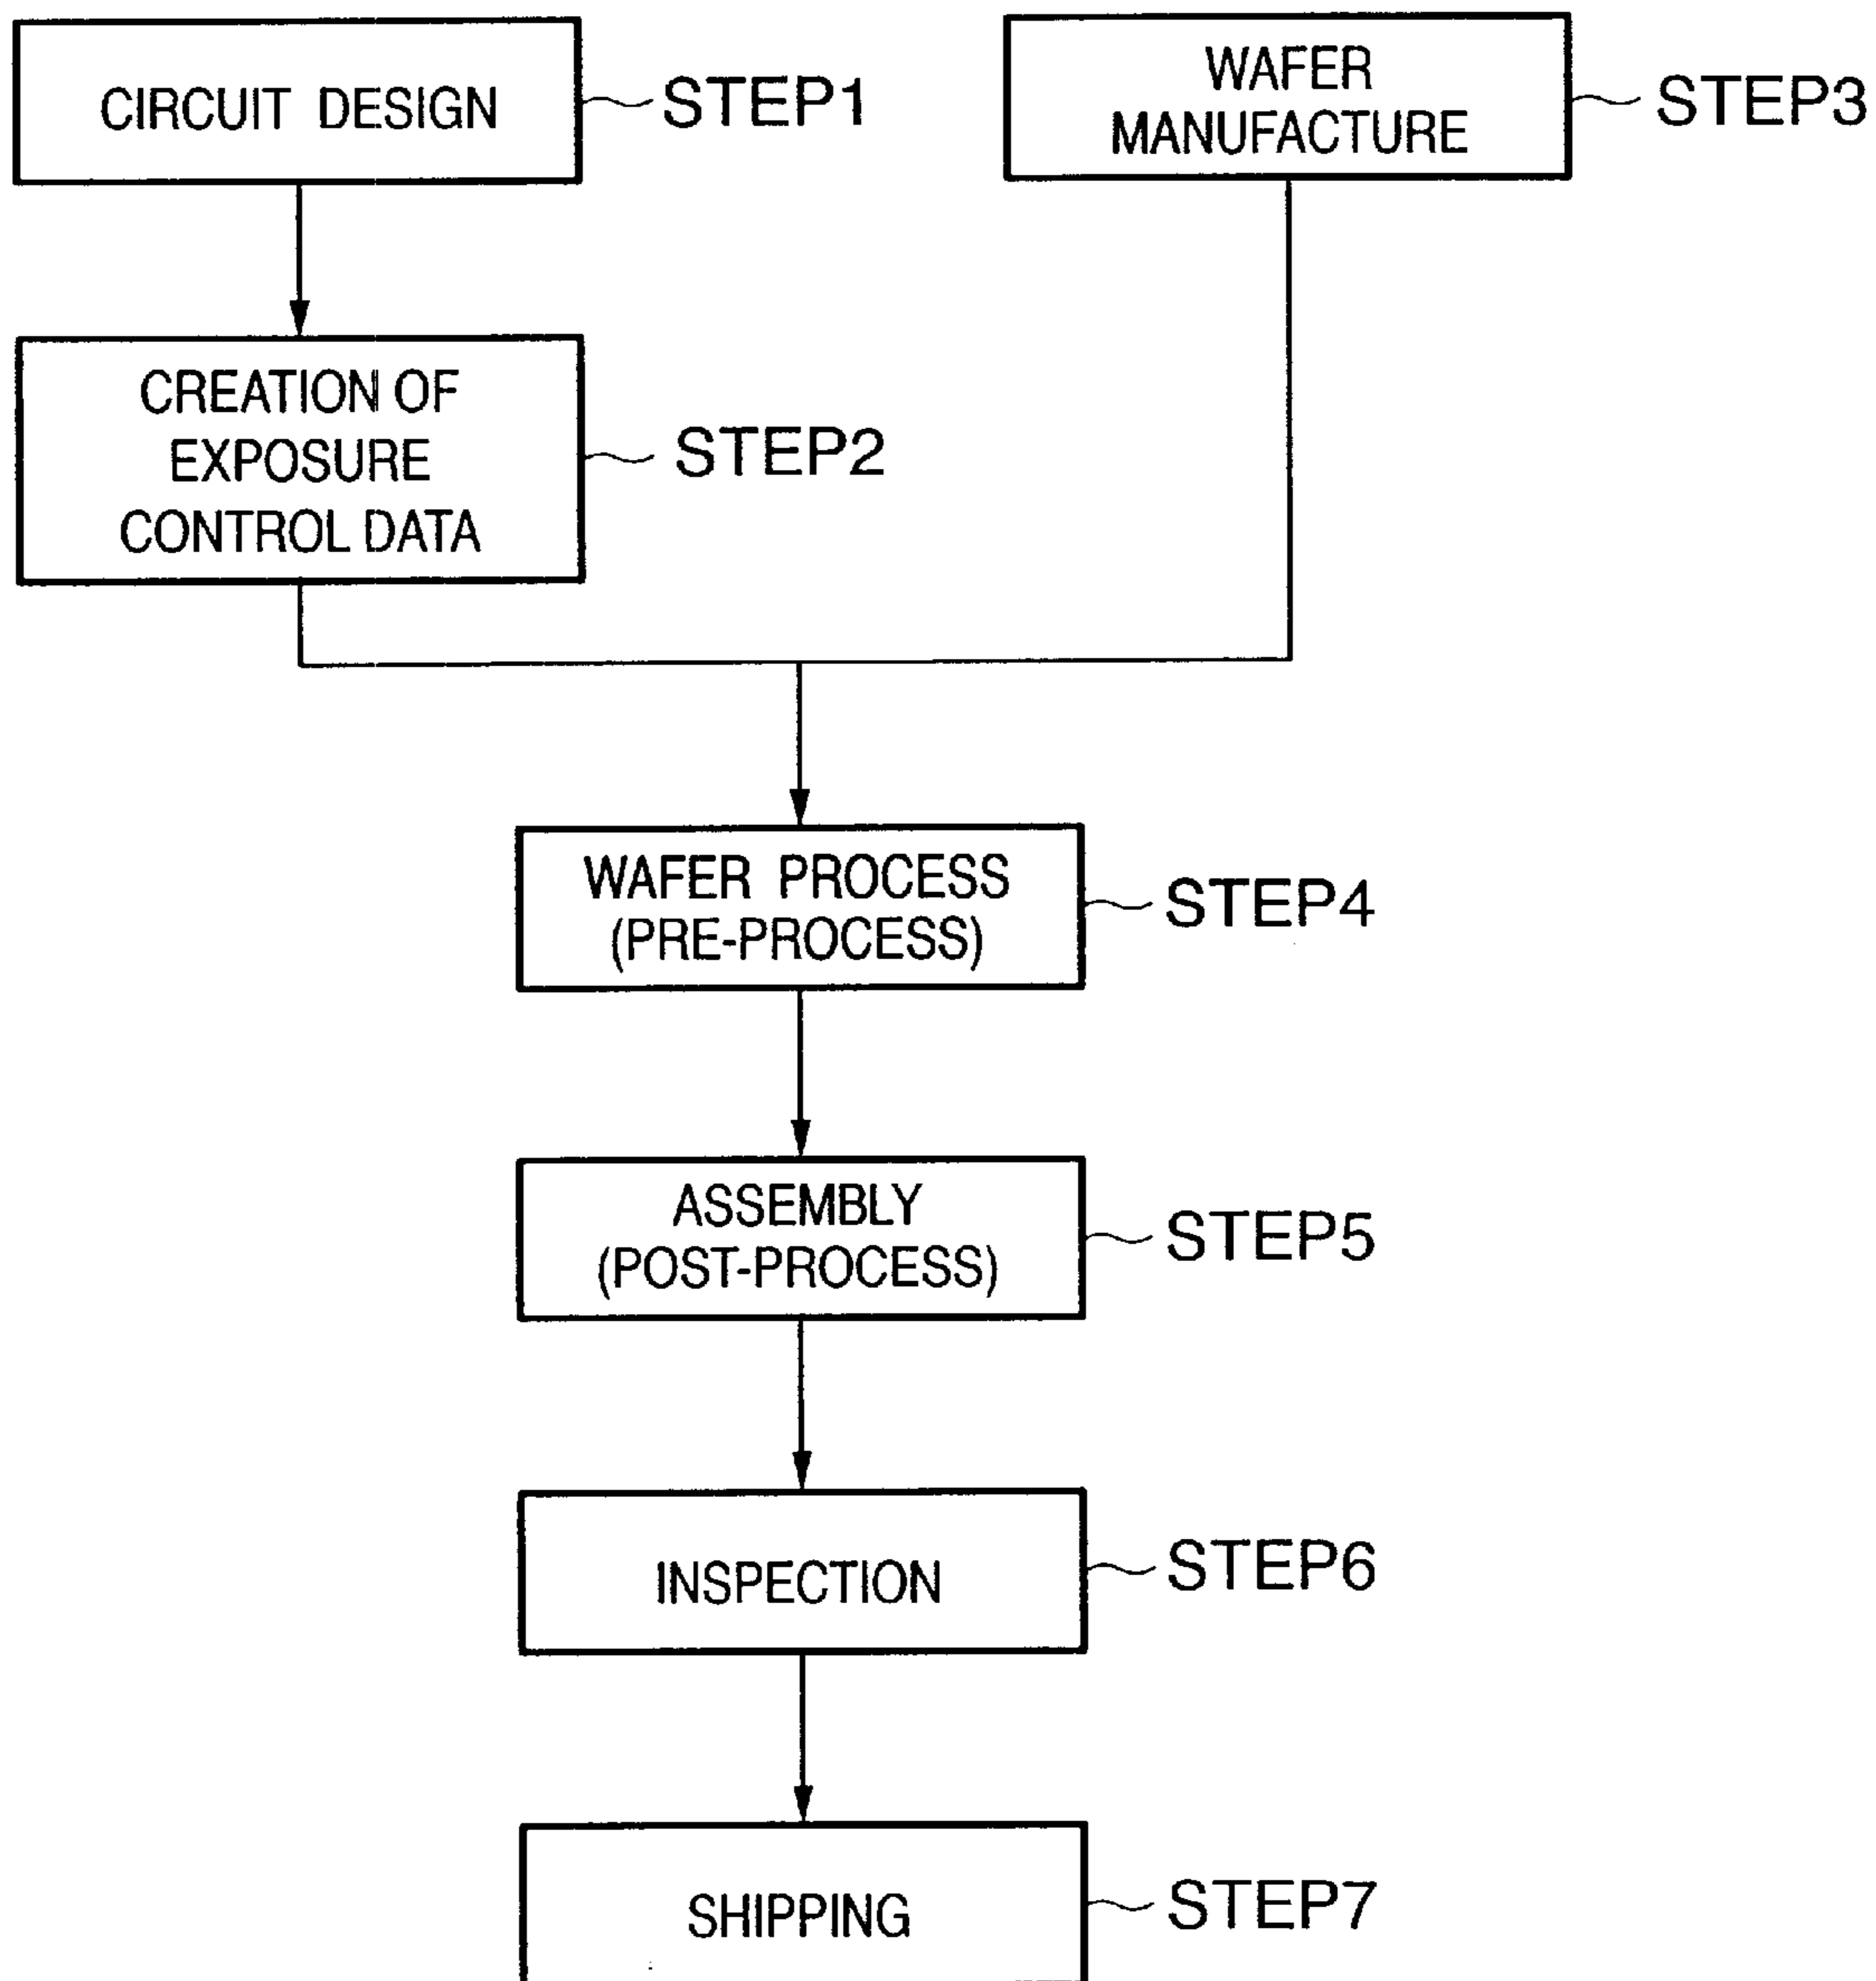 CIRCUIT DESIGN
STEP1
WAFER
MANUFACTURE
STEP3
CREATION OF
EXPOSURE
CONTROL DATA
STEP2
WAFER PROCESS
(PRE-PROCESS)
STEP4
ASSEMBLY
(POST-PROCESS)
STEP5
INSPECTION
STEP6
SHIPPING
STEP7